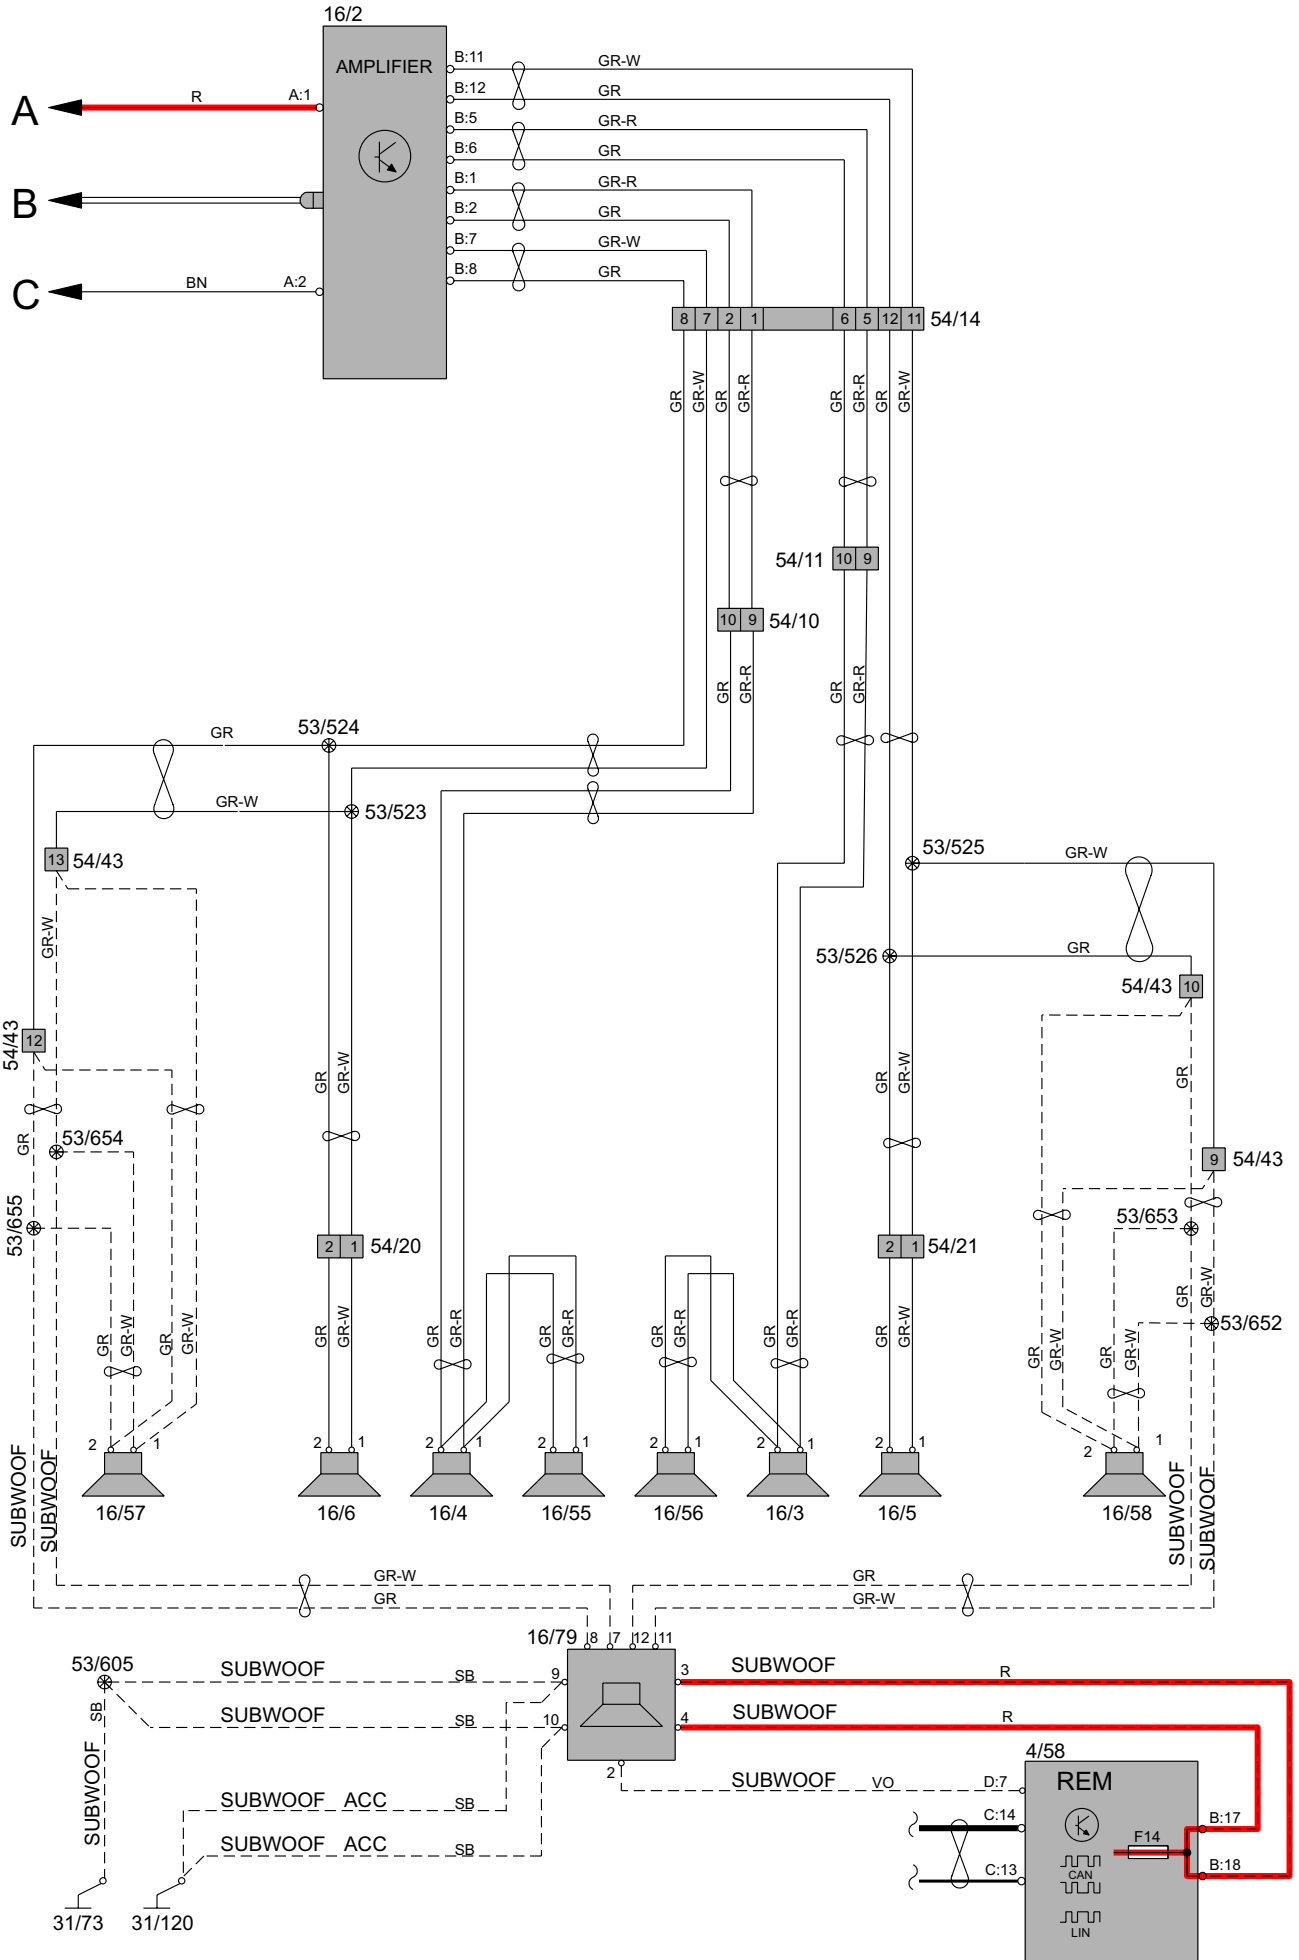 16/2
AMPLIFIER
A
R
A:1
B
C
BN
A:2
B:11
GR-W
B:12
GR
B:5
GR-R
B:6
GR
B:1
GR-R
B:2
GR
B:7
GR-W
B:8
GR
8 7 2 1 6 5 12 11 54/14
GR GR-W GR GR-R GR GR-R GR GR-W
54/11 10 9
10 9 54/10
GR GR-R GR GR-R
53/524
GR
GR-W
53/523
13 54/43
53/525
GR-W
53/526
GR
54/43 10
GR-W
54/43 12
GR GR-W GR GR-W GR
GR
53/654
9 54/43
53/655
53/653
2 1 54/20
2 1 54/21
GR GR-W
53/652
GR GR-W GR GR-W GR GR-W GR GR-R GR GR-R GR GR-R GR GR-R GR GR-W GR GR-W GR GR-W
2 1 2 1 2 1 2 1 2 1 2 1 2 1 2 1
16/57 16/6 16/4 16/55 16/56 16/3 16/5 16/58
SUBWOOF SUBWOOF SUBWOOF SUBWOOF
GR-W GR
GR GR-W
16/79 8 7 12 11
53/605
SUBWOOF SB 9
3 SUBWOOF R
SB
SUBWOOF SB 10
4 SUBWOOF R
SUBWOOF
2
SUBWOOF VO D:7
4/58
REM
SUBWOOF ACC SB
SUBWOOF ACC SB
C:14
C:13
F14
B:17
B:18
CAN
LIN
31/73 31/120